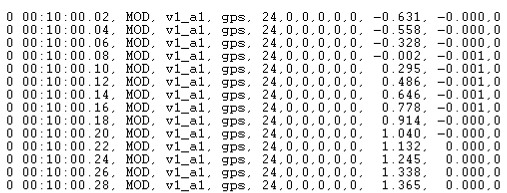 0 00:10:00.02, MOD, v1_a1, gps, 24,0,0,0,0,0, -0.631, -0.000,0
0 00:10:00.04, MOD, v1_a1, gps, 24,0,0,0,0,0, -0.558, -0.000,0
0 00:10:00.06, MOD, v1_a1, gps, 24,0,0,0,0,0, -0.328, -0.000,0
0 00:10:00.08, MOD, v1_a1, gps, 24,0,0,0,0,0, -0.002, -0.001,0
0 00:10:00.10, MOD, v1_a1, gps, 24,0,0,0,0,0, 0.295, -0.001,0
0 00:10:00.12, MOD, v1_a1, gps, 24,0,0,0,0,0, 0.486, -0.001,0
0 00:10:00.14, MOD, v1_a1, gps, 24,0,0,0,0,0, 0.646, -0.001,0
0 00:10:00.16, MOD, v1_a1, gps, 24,0,0,0,0,0, 0.778, -0.001,0
0 00:10:00.18, MOD, v1_a1, gps, 24,0,0,0,0,0, 0.914, -0.001,0
0 00:10:00.20, MOD, v1_a1, gps, 24,0,0,0,0,0, 1.040, -0.000,0
0 00:10:00.22, MOD, v1_a1, gps, 24,0,0,0,0,0, 1.132, 0.000,0
0 00:10:00.24, MOD, v1_a1, gps, 24,0,0,0,0,0, 1.245, 0.000,0
0 00:10:00.26, MOD, v1_a1, gps, 24,0,0,0,0,0, 1.338, 0.000,0
0 00:10:00.28, MOD, v1_a1, gps, 24,0,0,0,0,0, 1.365, 0.000,0